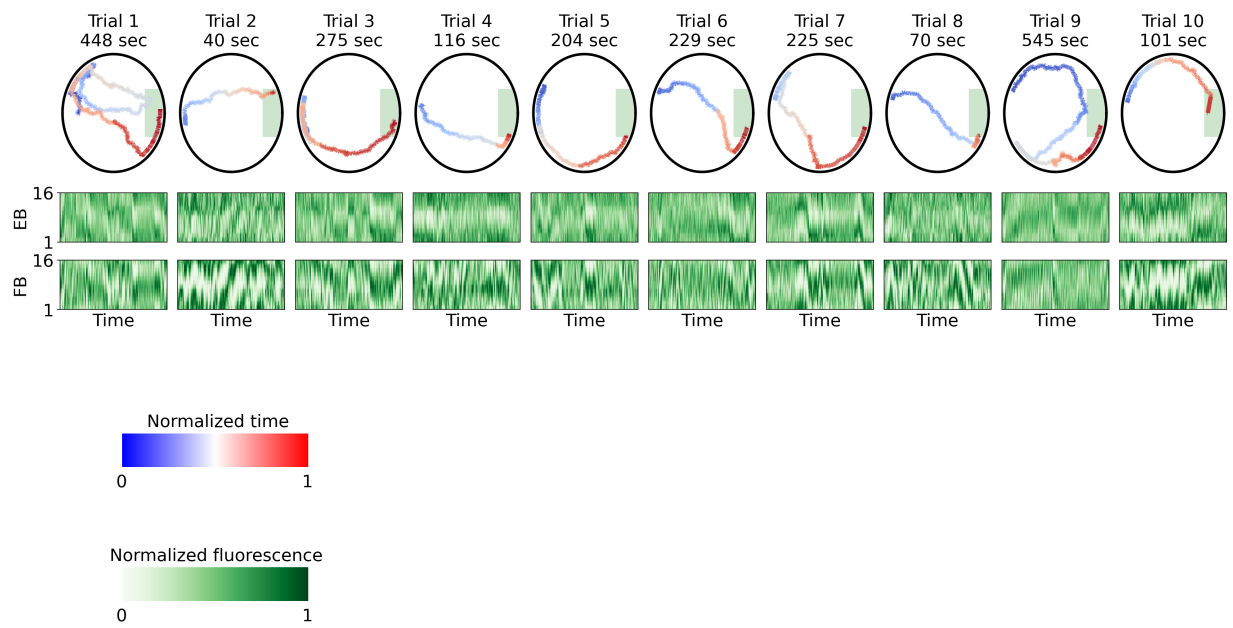 Trial 1 Trial 2 Trial 3 Trial 4 Trial 5 Trial 6 Trial 7 Trial 8 Trial 9 Trial 10
448 sec 40 sec 275 sec 116 sec 204 sec 229 sec 225 sec 70 sec 545 sec 101 sec
16
EB
1
16
FB
1
Time Time Time Time Time Time Time Time Time Time
Normalized time
0 1
Normalized fluorescence
0 1